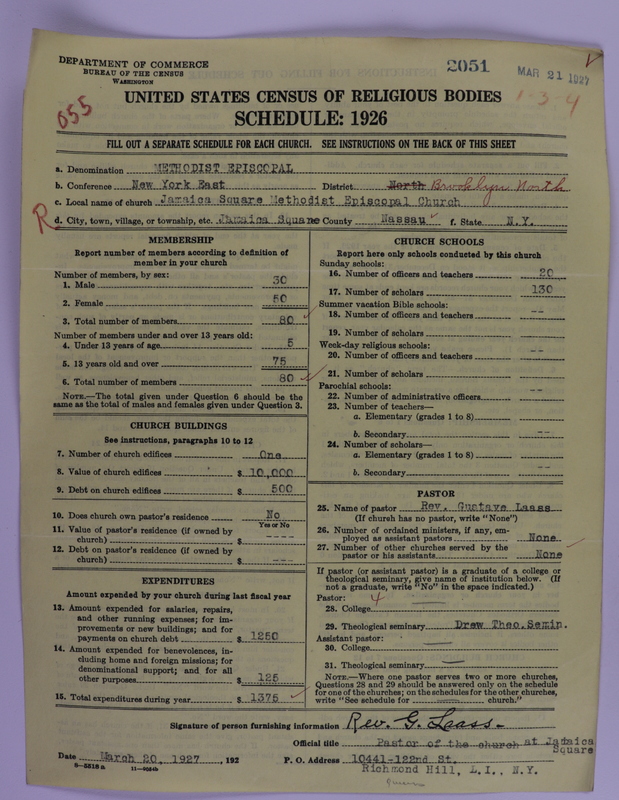 DEPARTMENT OF COMMERCE
BUREAU OF THE CENSUS
WASHINGTON
2051
MAR 21 1927
055
1-3-4
UNITED STATES CENSUS OF RELIGIOUS BODIES
SCHEDULE: 1926
FILL OUT A SEPARATE SCHEDULE FOR EACH CHURCH. SEE INSTRUCTIONS ON THE BACK OF THIS SHEET
a. Denomination METHODIST EPISCOPAL
b. Conference New York East District North Brooklyn North
c. Local name of church Jamaica Square Methodist Episcopal Church
R
d. City, town, village, or township, etc. Jamaica Square County Nassau f. State N.Y.
MEMBERSHIP
Report number of members according to definition of
member in your church
Number of members, by sex:
1. Male 30
2. Female 50
3. Total number of members 80
Number of members under and over 13 years old:
4. Under 13 years of age 5
5. 13 years old and over 75
6. Total number of members 80
NOTE.—The total given under Question 6 should be
same as the total of males and females given under Question 3.
CHURCH BUILDINGS
See instructions, paragraphs 10 to 12
7. Number of church edifices One
8. Value of church edifices $ 10,000
9. Debt on church edifices $ 500
10. Does church own pastor's residence No
Yes or No
11. Value of pastor's residence (if owned by
church) $ ----
12. Debt on pastor's residence (if owned by
church) $ ---
EXPENDITURES
Amount expended by your church during last fiscal year
13. Amount expended for salaries, repairs,
and other running expenses; for im-
provements or new buildings; and for
payments on church debt $ 1250
14. Amount expended for benevolences, in-
cluding home and foreign missions; for
denominational support; and for all
other purposes $ 125
15. Total expenditures during year $ 1375
CHURCH SCHOOLS
Report here only schools conducted by this church
Sunday schools:
16. Number of officers and teachers 20
17. Number of scholars 130
Summer vacation Bible schools:
18. Number of officers and teachers --
19. Number of scholars
Week-day religious schools:
20. Number of officers and teachers --
21. Number of scholars
Parochial schools:
22. Number of administrative officers --
23. Number of teachers—
a. Elementary (grades 1 to 8)
b. Secondary --
24. Number of scholars—
a. Elementary (grades 1 to 8)
b. Secondary --
PASTOR
25. Name of pastor Rev. Gustave Laass
(If church has no pastor, write "None")
26. Number of ordained ministers, if any, em-
ployed as assistant pastors None
27. Number of other churches served by the
pastor or his assistants None
If pastor (or assistant pastor) is a graduate of a college or
theological seminary, give name of institution below. (If
not a graduate, write "No" in the space indicated.)
Pastor: 4
28. College
29. Theological seminary Drew Theo. Semin.
Assistant pastor:
30. College
31. Theological seminary
NOTE.—Where one pastor serves two or more churches,
Questions 28 and 29 should be answered only on the schedule
for one of the churches; on the schedules for the other churches,
write "See schedule for church."
Signature of person furnishing information Rev. G. Laass
Official title Pastor of the church at Jamaica
Square
Date March 20, 1927 , 192 P. O. Address 10441-122nd St.
Richmond Hill, L.I., N.Y.
8—5518 a 11—9084b
Queens